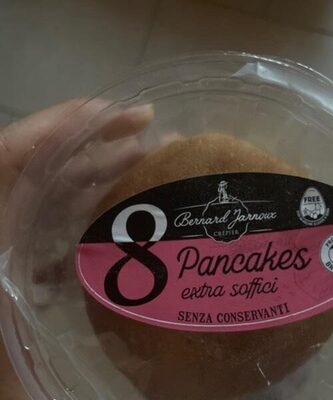 Bernard Jarnoux
CRÊPIER
FREE
8 Pancakes
extra soffici
SENZA CONSERVANTI